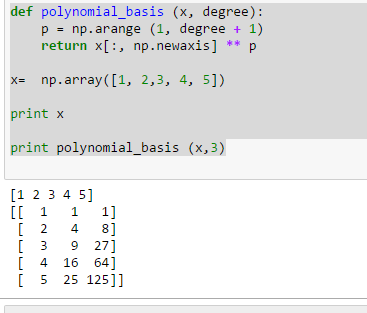 def polynomial_basis (x, degree):
    p = np.arange (1, degree + 1)
    return x[:, np.newaxis] ** p
x=  np.array([1, 2,3, 4, 5])
print x
print polynomial_basis (x,3)
[1 2 3 4 5]
[[  1   1   1]
 [  2   4   8]
 [  3   9  27]
 [  4  16  64]
 [  5  25 125]]